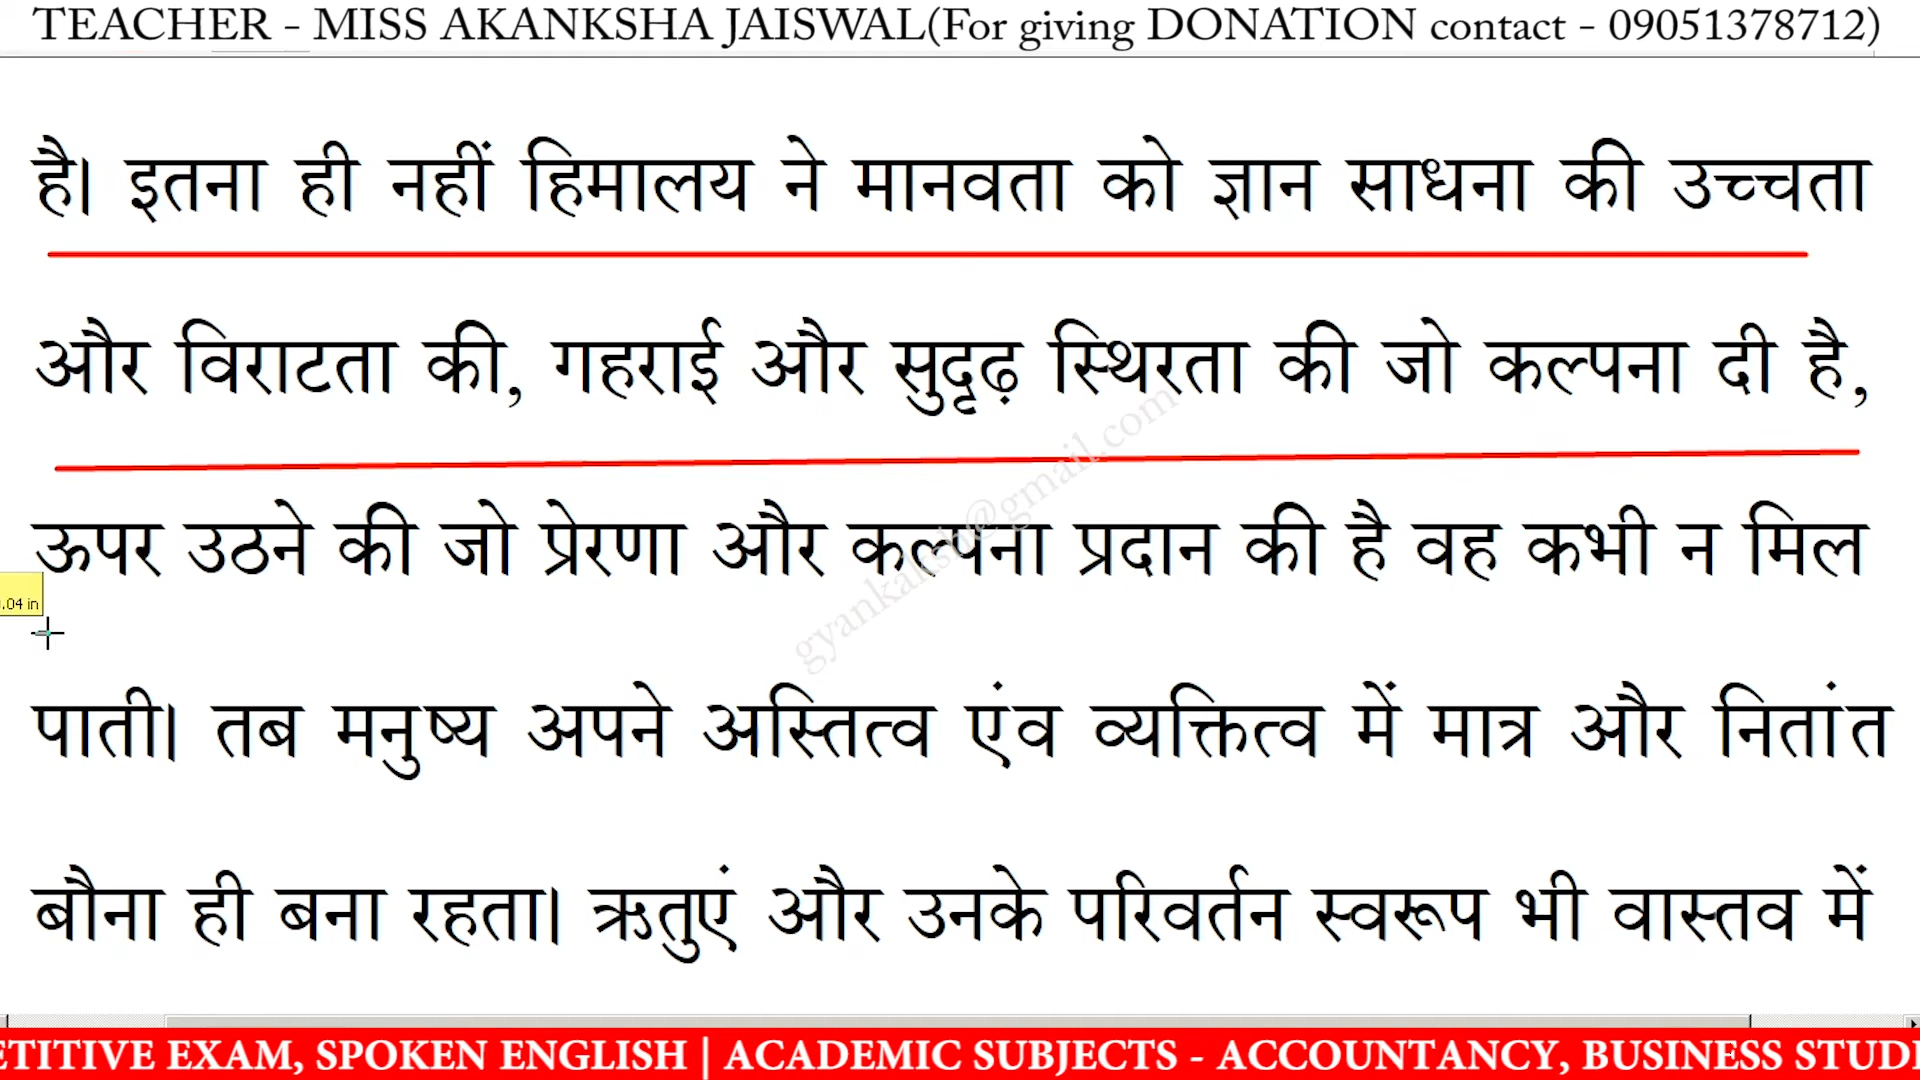 TEACHER - MISS AKANKSHA JAISWAL(For giving DONATION contact - 09051378712)
है। इतना ही नहीं हिमालय ने मानवता को ज्ञान साधना की उच्चता
और विराटता की, गहराई और सुदृढ़ स्थिरता की जो कल्पना दी है,
ऊपर उठने की जो प्रेरणा और कल्पना प्रदान की है वह कभी न मिल
.04 in
gyankaksh@gmail.com
पाती। तब मनुष्य अपने अस्तित्व एंव व्यक्तित्व में मात्र और नितांत
बौना ही बना रहता। ऋतुएं और उनके परिवर्तन स्वरूप भी वास्तव में
ETITIVE EXAM, SPOKEN ENGLISH | ACADEMIC SUBJECTS - ACCOUNTANCY, BUSINESS STUD